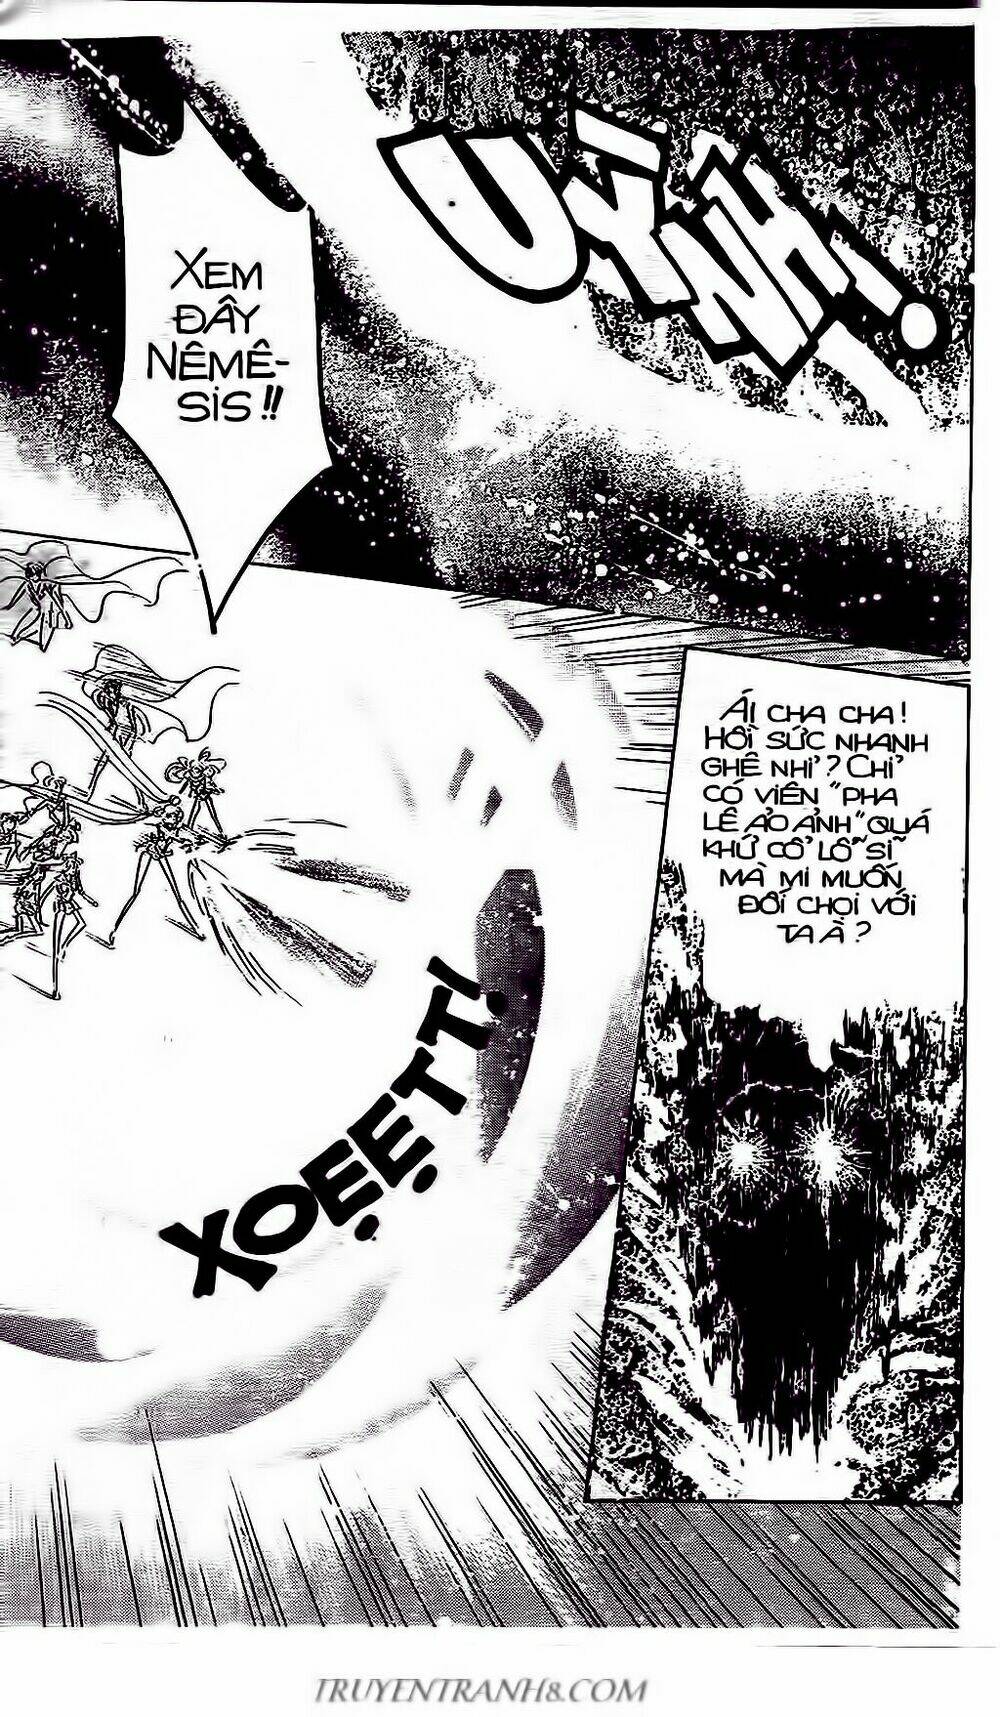 UỲNH!
XEM
ĐÂY
NÊMÊ-
SIS!!
ÁI CHA CHA!
HỒI SỨC NHANH
GHÊ NHỈ? CHỈ
CÓ VIÊN "PHA
LÊ ẢO ẢNH" QUÁ
KHỨ CỔ LỖ SĨ
MÀ MI MUỐN
ĐỐI CHỌI VỚI
TA À?
XOẸẸTT!
TRUYENTRANH8.COM